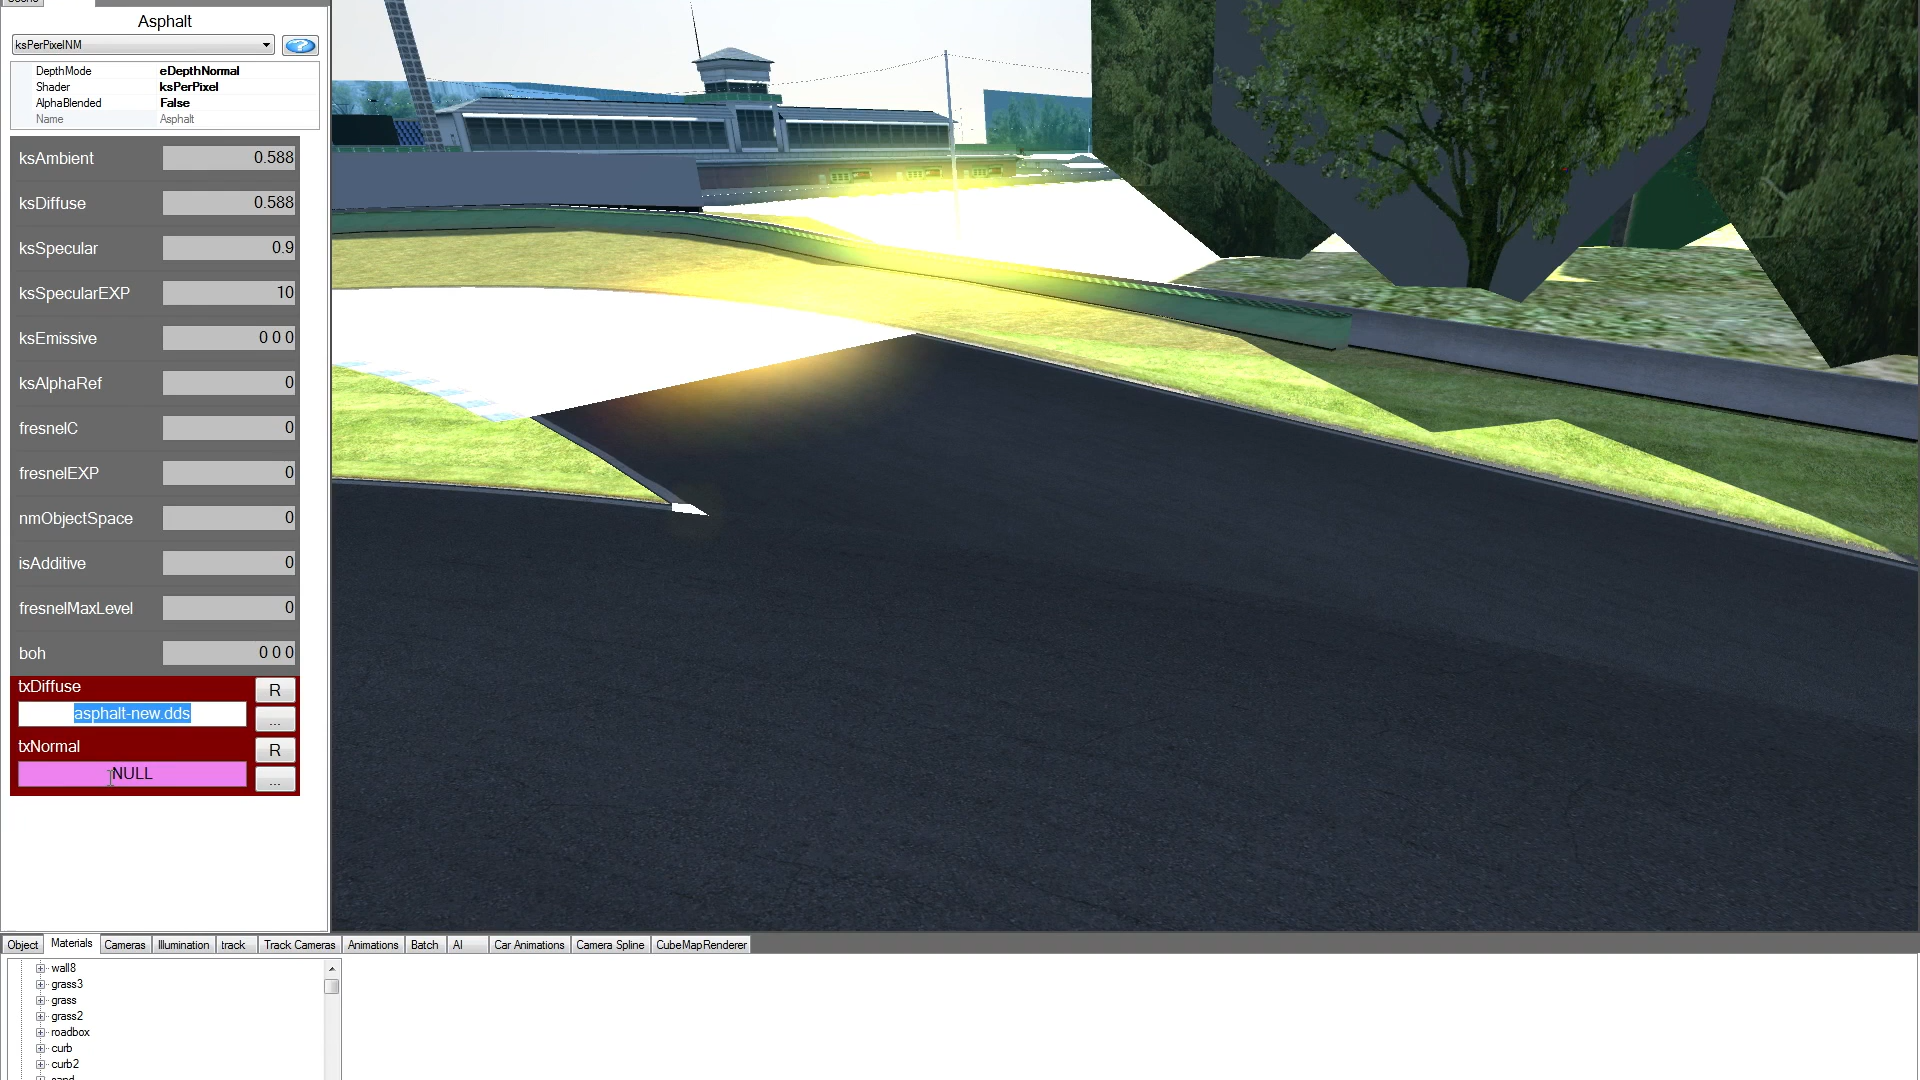 Scene
Asphalt
ksPerPixelNM
DepthMode eDepthNormal
Shader ksPerPixel
AlphaBlended False
Name Asphalt
ksAmbient 0.588
ksDiffuse 0.588
ksSpecular 0.9
ksSpecularEXP 10
ksEmissive 0 0 0
ksAlphaRef 0
fresnelC 0
fresnelEXP 0
nmObjectSpace 0
isAdditive 0
fresnelMaxLevel 0
boh 0 0 0
txDiffuse R
asphalt-new.dds ...
txNormal R
NULL ...
Object Materials Cameras Illumination track Track Cameras Animations Batch AI Car Animations Camera Spline CubeMapRenderer
wall8
grass3
grass
grass2
roadbox
curb
curb2
sand